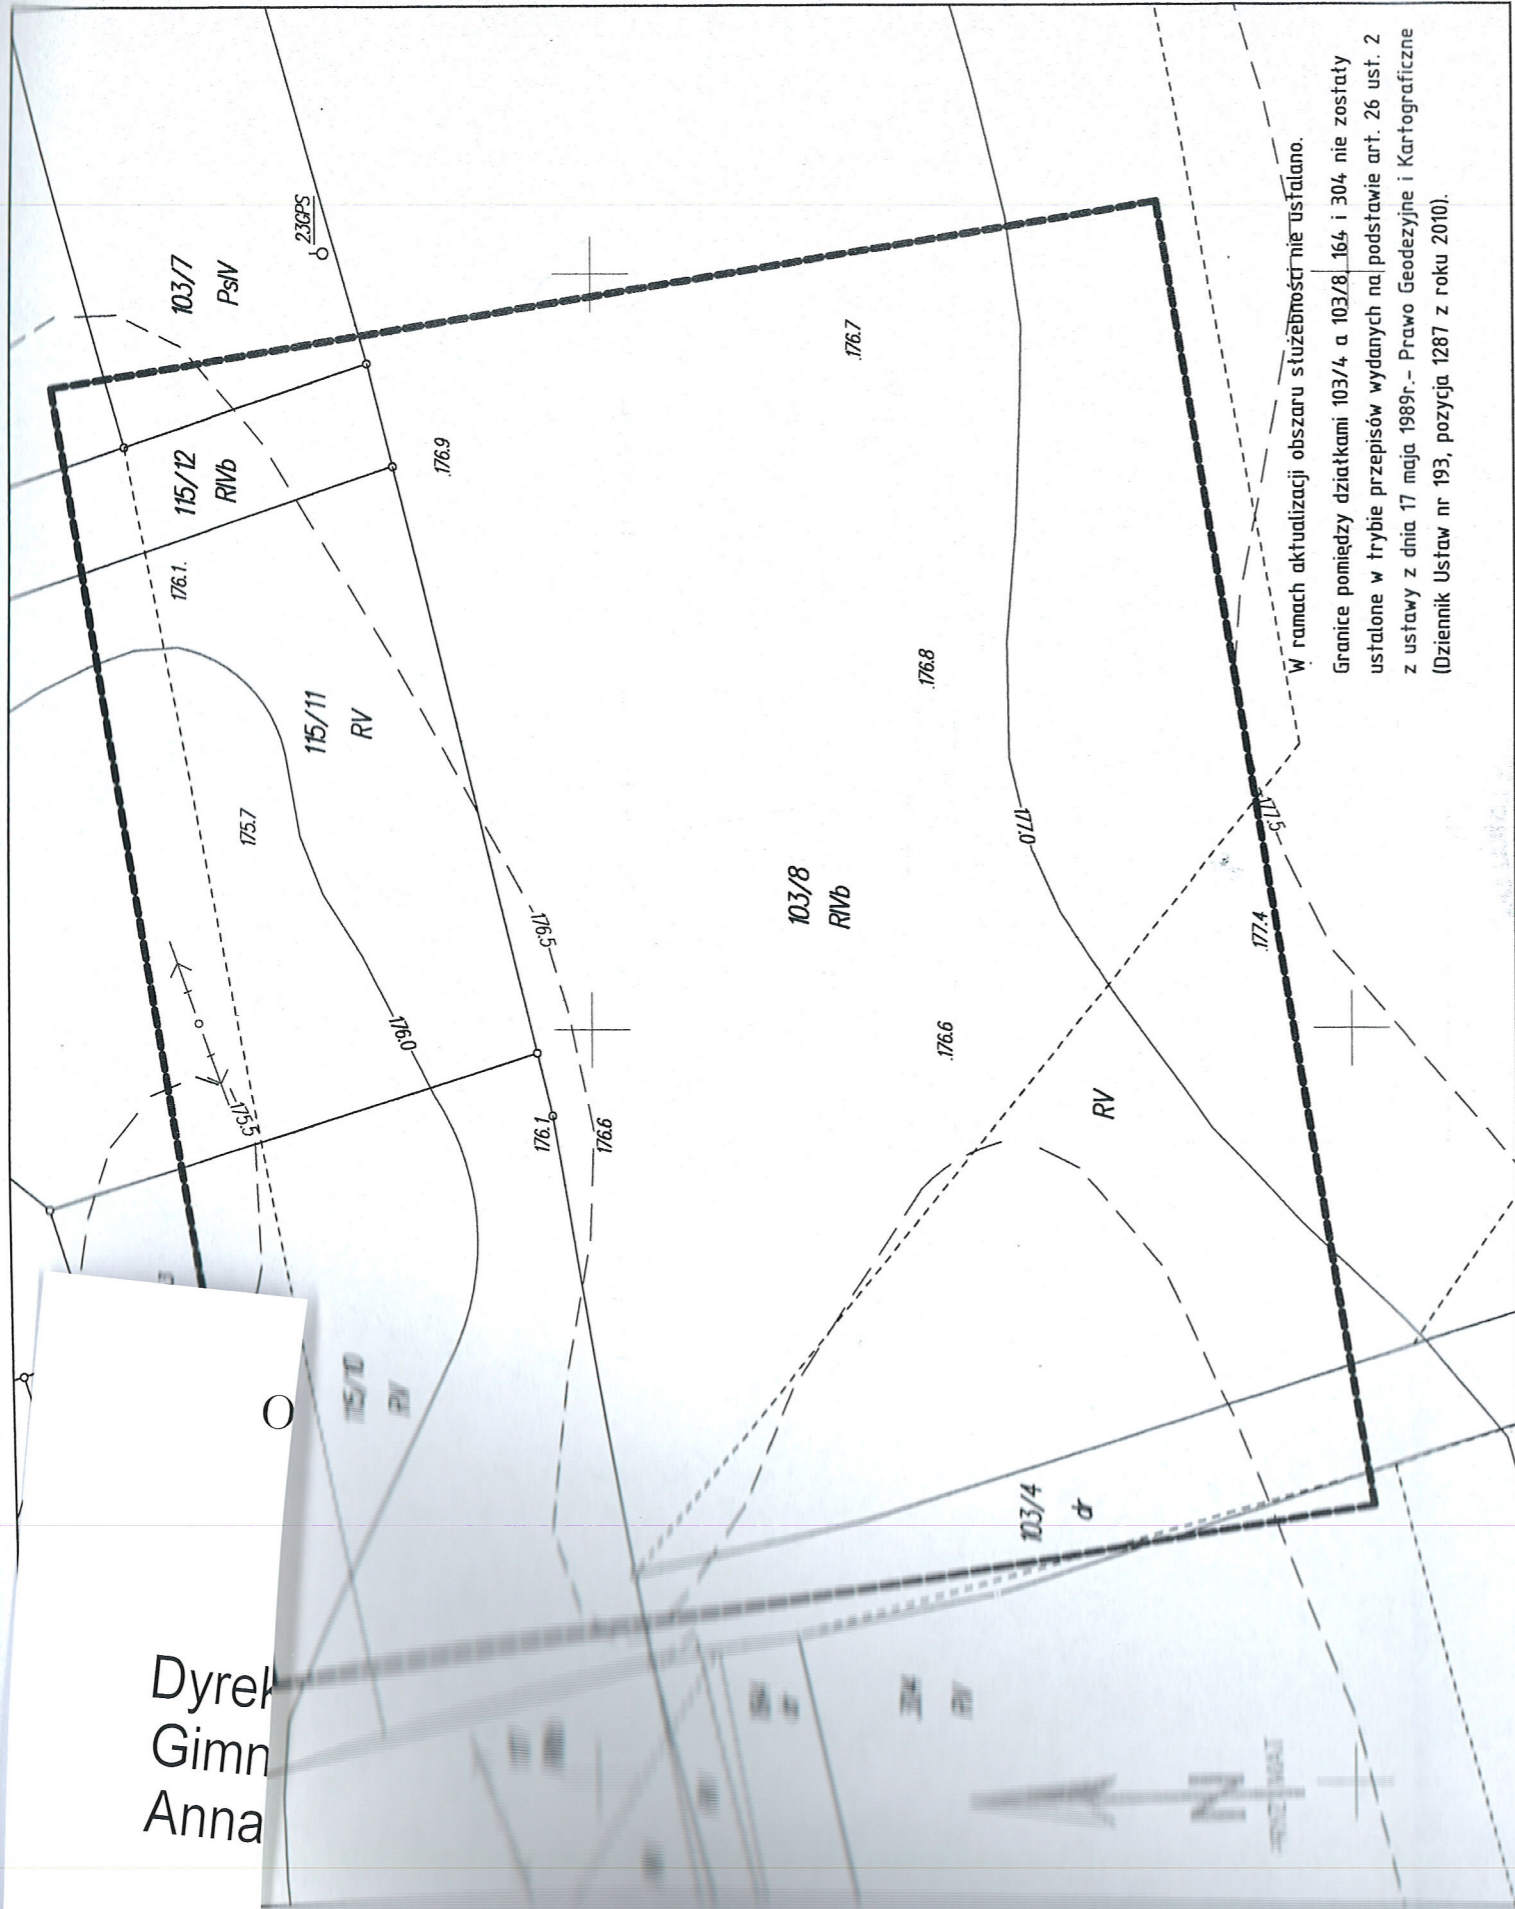 103/7
PsIV
23GPS
115/12
RIVb
176.1.
.176.9
.176.7
115/11
RV
175.7
.176.8
177.0
103/8
RIVb
176.5
177.5
.177.4
176.0
175.5
176.1
176.6
.176.6
RV
115/10
RV
103/4
dr
N
W ramach aktualizacji obszaru służebności nie ustalano.
Granice pomiędzy działkami 103/4 a 103/8, 164 i 304 nie zostały
ustalone w trybie przepisów wydanych na podstawie art. 26 ust. 2
z ustawy z dnia 17 maja 1989r.- Prawo Geodezyjne i Kartograficzne
(Dziennik Ustaw nr 193, pozycja 1287 z roku 2010).
O
Dyrek
Gimn
Anna